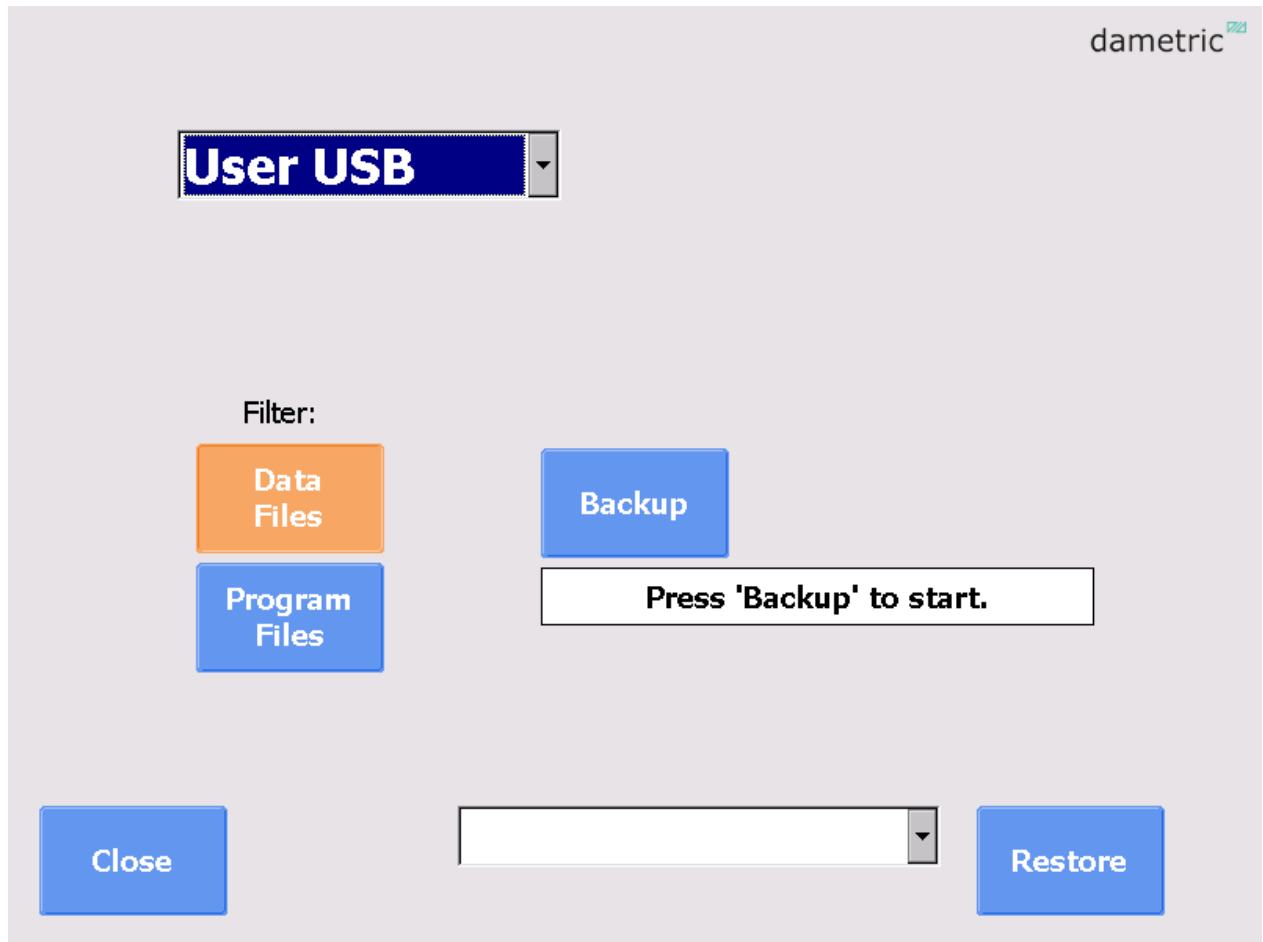 dametric
User USB
Filter:
Data
Files
Backup
Program
Files
Press 'Backup' to start.
Close
Restore